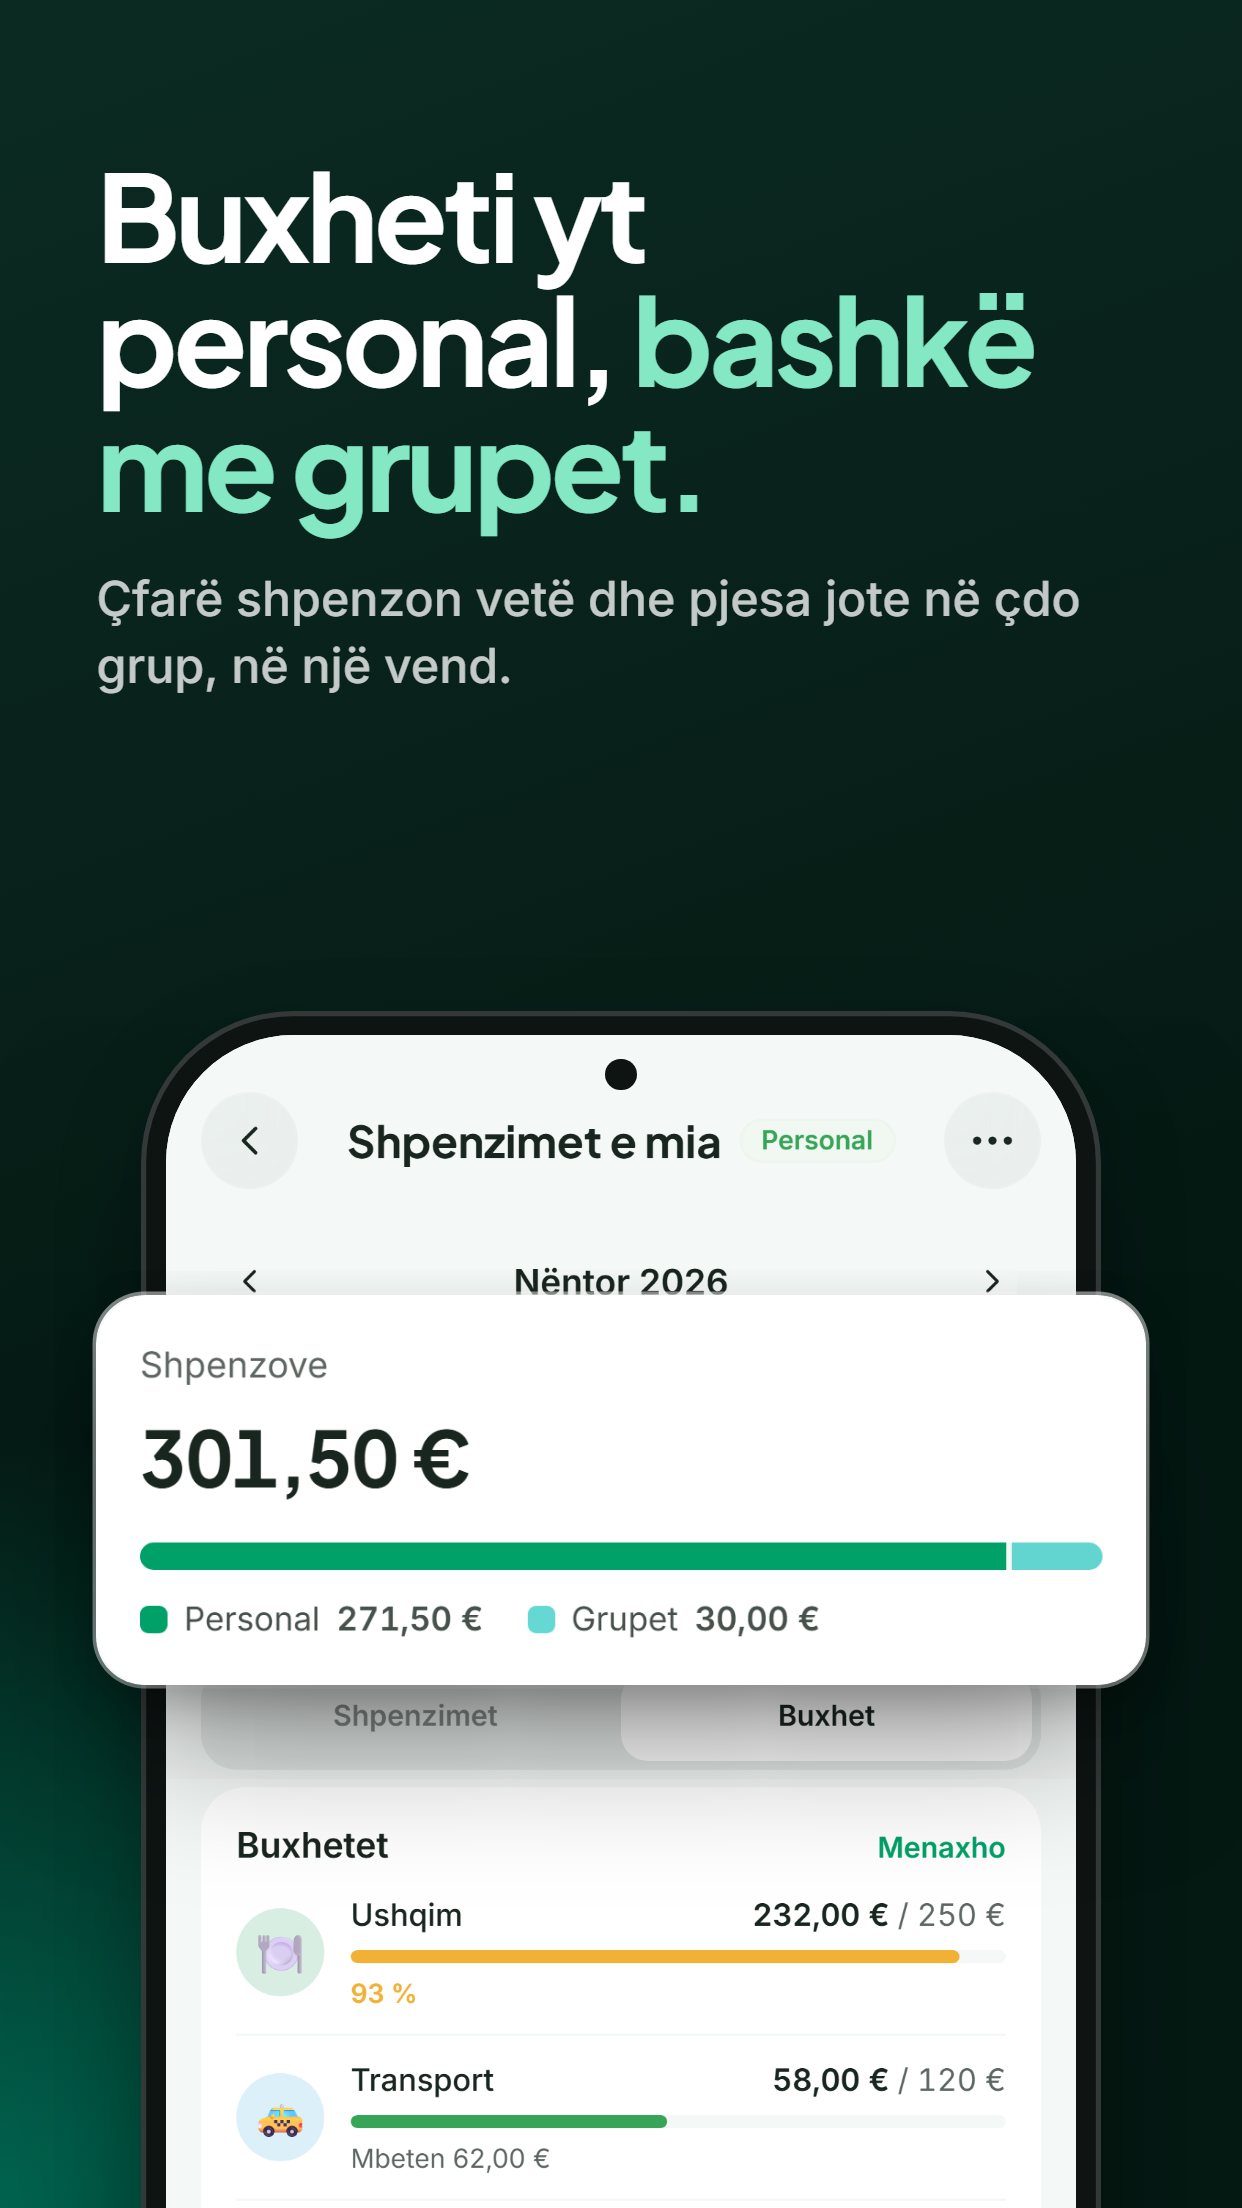 Buxheti yt
personal, bashkë
me grupet.
Çfarë shpenzon vetë dhe pjesa jote në çdo
grup, në një vend.
Shpenzimet e mia Personal
Nëntor 2026
Shpenzove
301,50 €
Personal 271,50 € Grupet 30,00 €
Shpenzimet Buxhet
Buxhetet Menaxho
Ushqim 232,00 € / 250 €
93 %
Transport 58,00 € / 120 €
Mbeten 62,00 €